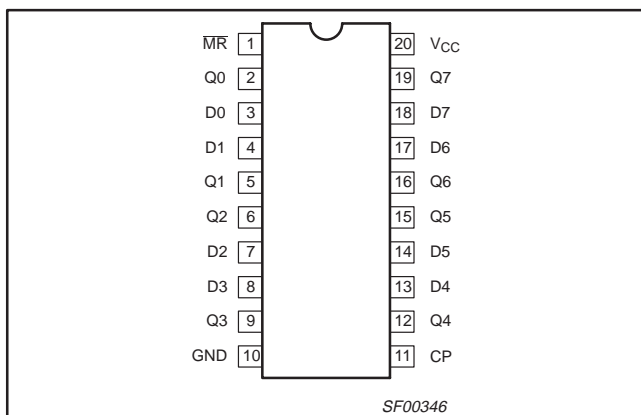 M̅R̅ 1 20 VCC
Q0 2 19 Q7
D0 3 18 D7
D1 4 17 D6
Q1 5 16 Q6
Q2 6 15 Q5
D2 7 14 D5
D3 8 13 D4
Q3 9 12 Q4
GND 10 11 CP
SF00346